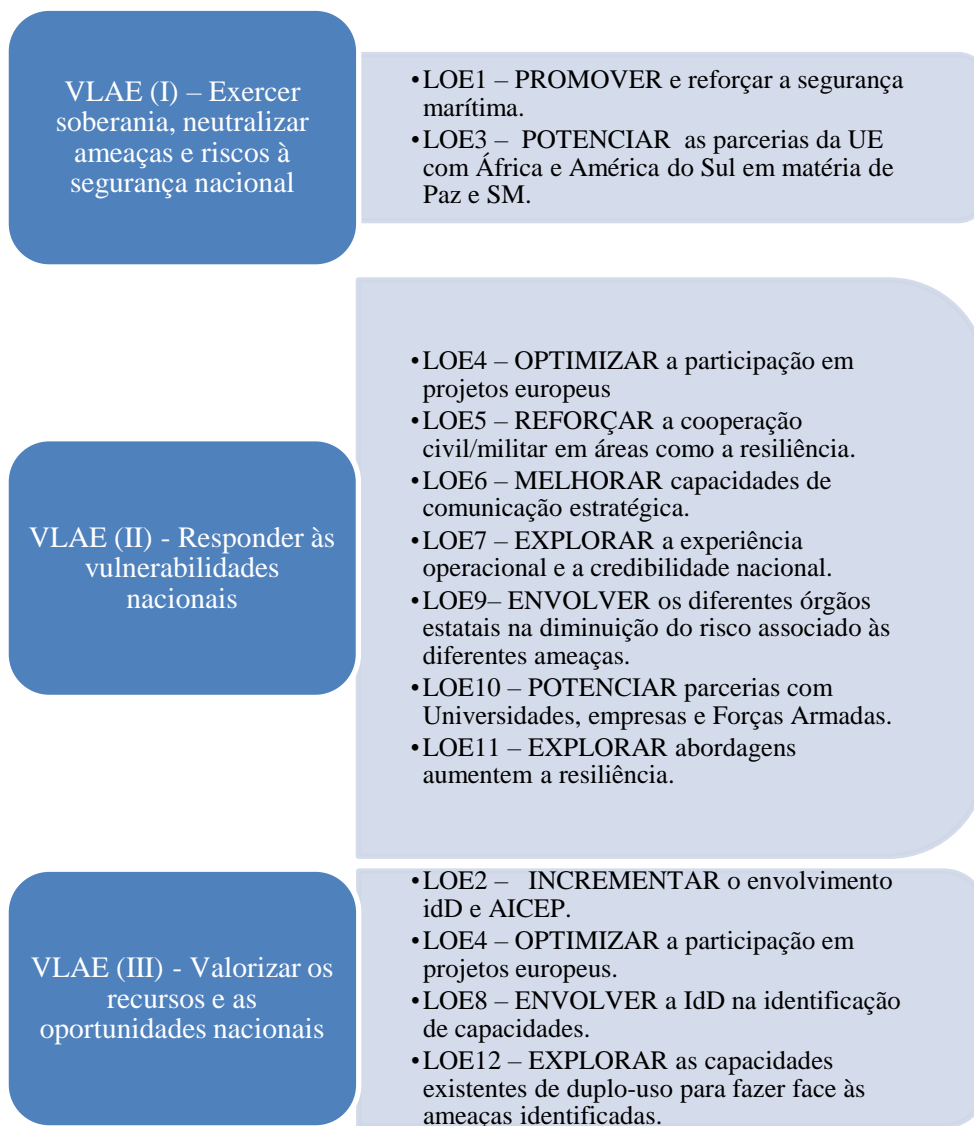 VLAE (I) – Exercer
soberania, neutralizar
ameaças e riscos à
segurança nacional
•LOE1 – PROMOVER e reforçar a segurança
marítima.
•LOE3 – POTENCIAR as parcerias da UE
com África e América do Sul em matéria de
Paz e SM.
VLAE (II) - Responder às
vulnerabilidades
nacionais
•LOE4 – OPTIMIZAR a participação em
projetos europeus
•LOE5 – REFORÇAR a cooperação
civil/militar em áreas como a resiliência.
•LOE6 – MELHORAR capacidades de
comunicação estratégica.
•LOE7 – EXPLORAR a experiência
operacional e a credibilidade nacional.
•LOE9– ENVOLVER os diferentes órgãos
estatais na diminuição do risco associado às
diferentes ameaças.
•LOE10 – POTENCIAR parcerias com
Universidades, empresas e Forças Armadas.
•LOE11 – EXPLORAR abordagens
aumentem a resiliência.
VLAE (III) - Valorizar os
recursos e as
oportunidades nacionais
•LOE2 – INCREMENTAR o envolvimento
idD e AICEP.
•LOE4 – OPTIMIZAR a participação em
projetos europeus.
•LOE8 – ENVOLVER a IdD na identificação
de capacidades.
•LOE12 – EXPLORAR as capacidades
existentes de duplo-uso para fazer face às
ameaças identificadas.